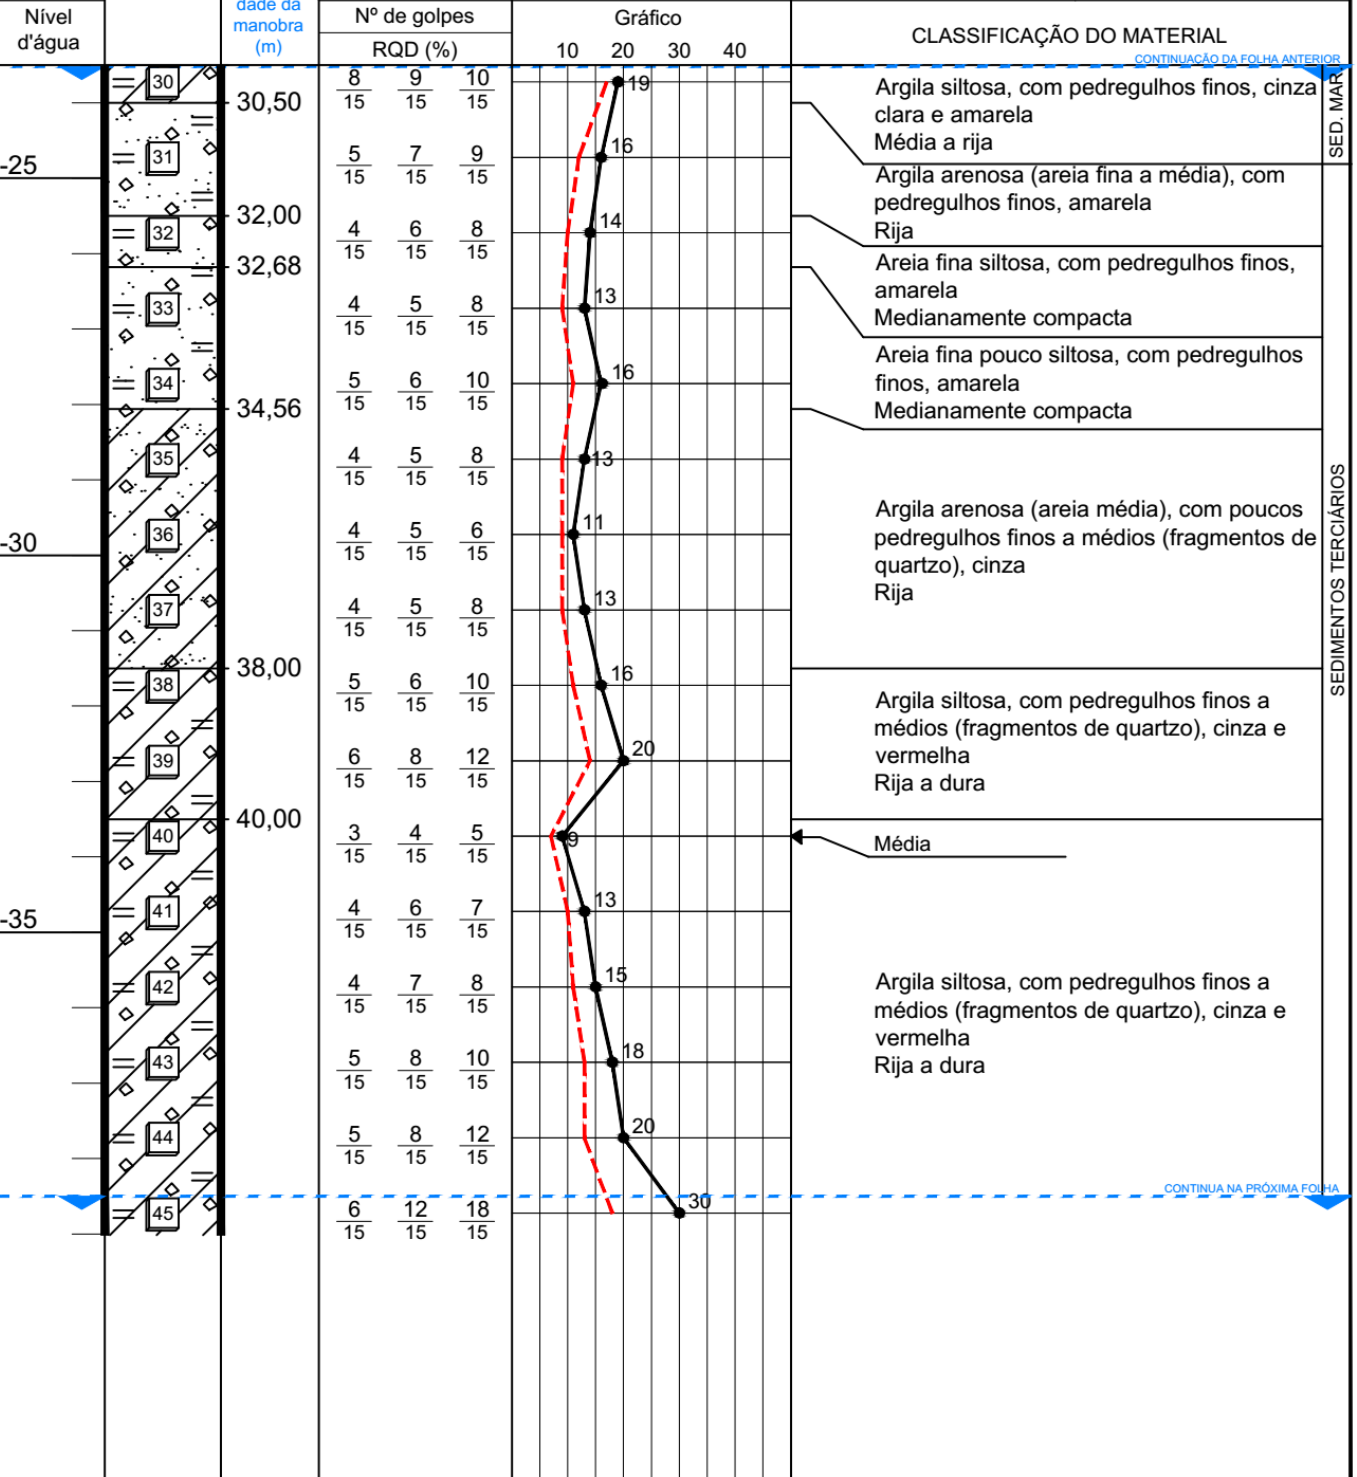 Nível
d'água
dade da
manobra
(m)
Nº de golpes
RQD (%)
Gráfico
10 20 30 40
CLASSIFICAÇÃO DO MATERIAL
CONTINUAÇÃO DA FOLHA ANTERIOR
30 8/15 9/15 10/15 19
30,50
Argila siltosa, com pedregulhos finos, cinza
clara e amarela
Média a rija
SED. MAR
31 5/15 7/15 9/15 16
-25
Argila arenosa (areia fina a média), com
pedregulhos finos, amarela
Rija
32,00
32 4/15 6/15 8/15 14
32,68
Areia fina siltosa, com pedregulhos finos,
amarela
Medianamente compacta
33 4/15 5/15 8/15 13
Areia fina pouco siltosa, com pedregulhos
finos, amarela
Medianamente compacta
34 5/15 6/15 10/15 16
34,56
35 4/15 5/15 8/15 13
Argila arenosa (areia média), com poucos
pedregulhos finos a médios (fragmentos de
quartzo), cinza
Rija
SEDIMENTOS TERCIÁRIOS
36 4/15 5/15 6/15 11
-30
37 4/15 5/15 8/15 13
38,00
38 5/15 6/15 10/15 16
Argila siltosa, com pedregulhos finos a
médios (fragmentos de quartzo), cinza e
vermelha
Rija a dura
39 6/15 8/15 12/15 20
40,00
40 3/15 4/15 5/15 9
Média
41 4/15 6/15 7/15 13
-35
42 4/15 7/15 8/15 15
Argila siltosa, com pedregulhos finos a
médios (fragmentos de quartzo), cinza e
vermelha
Rija a dura
43 5/15 8/15 10/15 18
44 5/15 8/15 12/15 20
CONTINUA NA PRÓXIMA FOLHA
45 6/15 12/15 18/15 30